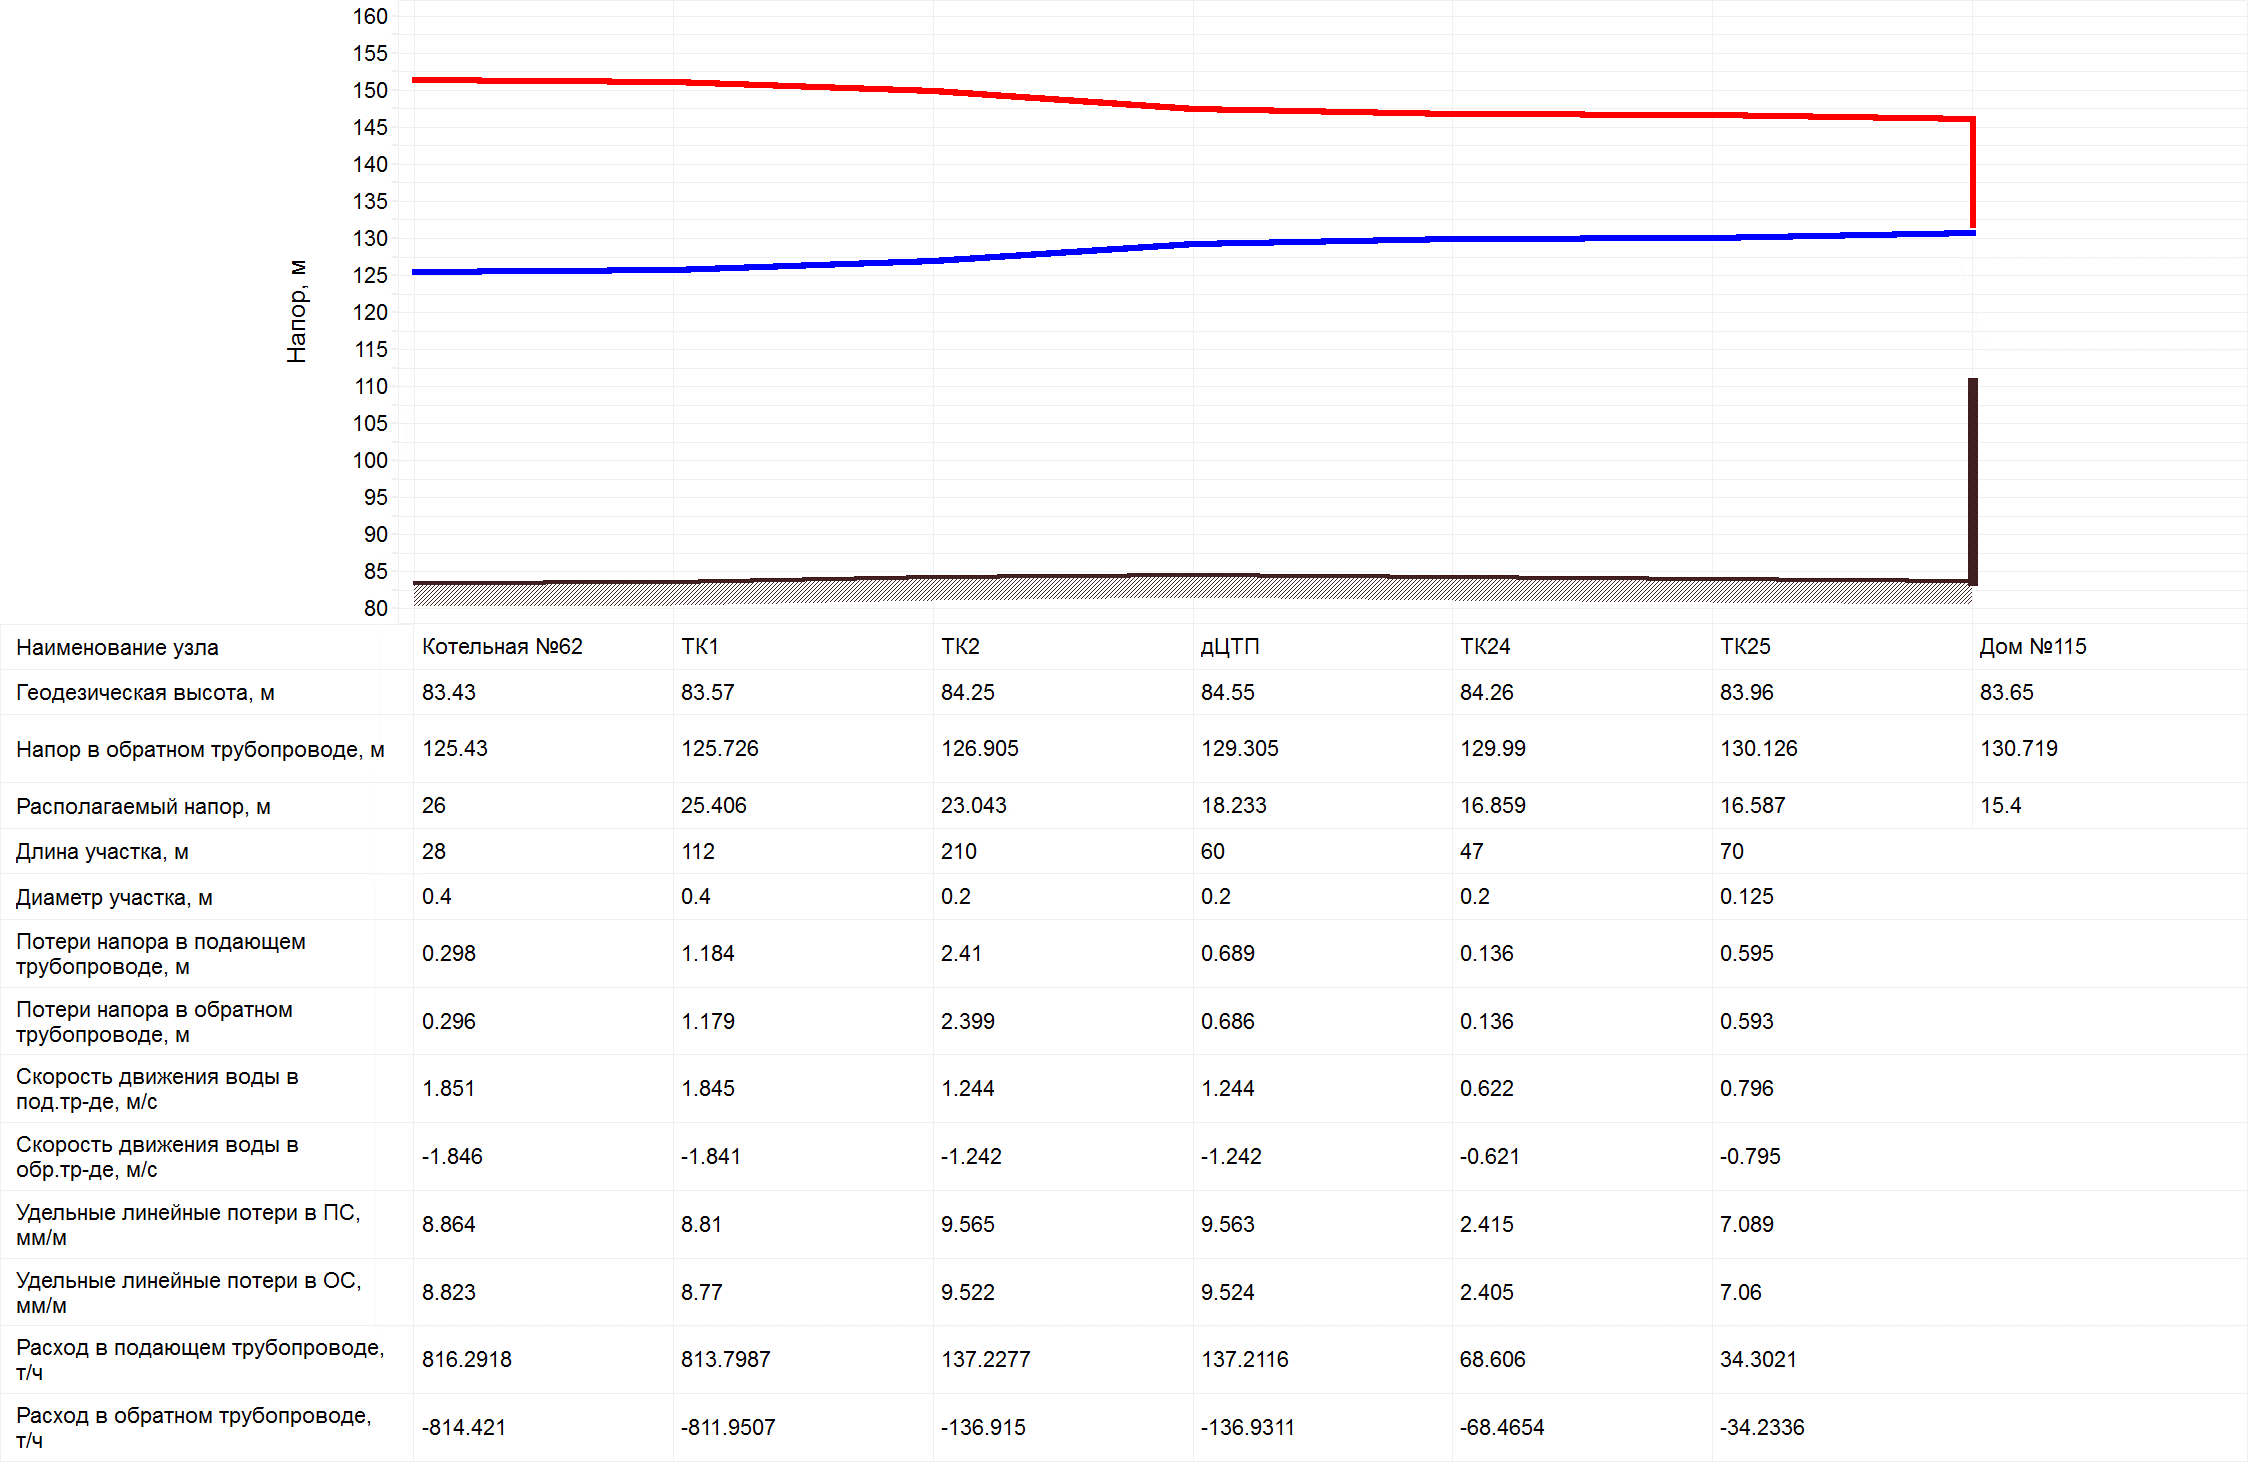 160
155
150
145
140
135
130
125
120
115
110
105
100
95
90
85
80
Напор, м
Наименование узла Котельная №62 ТК1 ТК2 дЦТП ТК24 ТК25 Дом №115
Геодезическая высота, м 83.43 83.57 84.25 84.55 84.26 83.96 83.65
Напор в обратном трубопроводе, м 125.43 125.726 126.905 129.305 129.99 130.126 130.719
Располагаемый напор, м 26 25.406 23.043 18.233 16.859 16.587 15.4
Длина участка, м 28 112 210 60 47 70
Диаметр участка, м 0.4 0.4 0.2 0.2 0.2 0.125
Потери напора в подающем
трубопроводе, м 0.298 1.184 2.41 0.689 0.136 0.595
Потери напора в обратном
трубопроводе, м 0.296 1.179 2.399 0.686 0.136 0.593
Скорость движения воды в
под.тр-де, м/с 1.851 1.845 1.244 1.244 0.622 0.796
Скорость движения воды в
обр.тр-де, м/с -1.846 -1.841 -1.242 -1.242 -0.621 -0.795
Удельные линейные потери в ПС,
мм/м 8.864 8.81 9.565 9.563 2.415 7.089
Удельные линейные потери в ОС,
мм/м 8.823 8.77 9.522 9.524 2.405 7.06
Расход в подающем трубопроводе,
т/ч 816.2918 813.7987 137.2277 137.2116 68.606 34.3021
Расход в обратном трубопроводе,
т/ч -814.421 -811.9507 -136.915 -136.9311 -68.4654 -34.2336